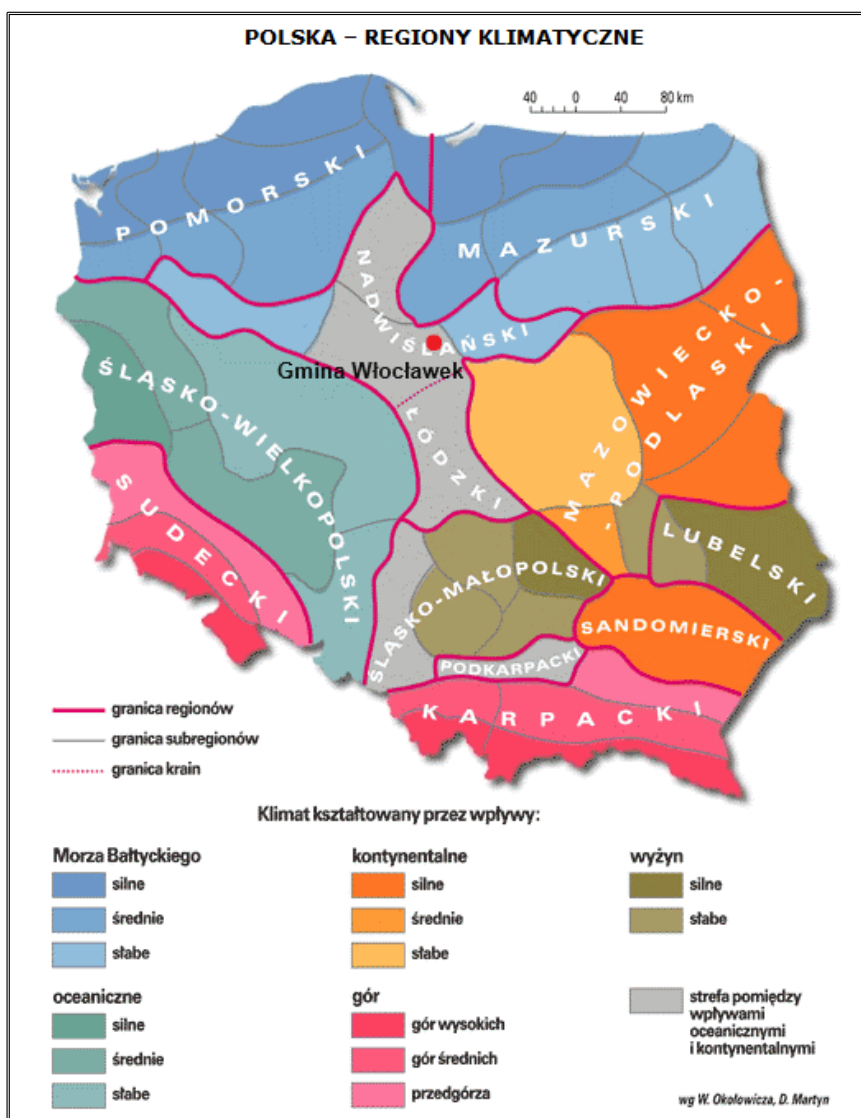 POLSKA – REGIONY KLIMATYCZNE
40 0 40 80 km
POMORSKI
MAZURSKI
NADWIŚLAŃSKI
Gmina Włocławek
MAZOWIECKO-
-PODLASKI
ŚLĄSKO-WIELKOPOLSKI
ŁÓDZKI
SUDECKI
LUBELSKI
ŚLĄSKO-MAŁOPOLSKI
SANDOMIERSKI
PODKARPACKI
KARPACKI
granica regionów
granica subregionów
granica krain
Klimat kształtowany przez wpływy:
Morza Bałtyckiego
silne
średnie
słabe
kontynentalne
silne
średnie
słabe
wyżyn
silne
słabe
oceaniczne
silne
średnie
słabe
gór
gór wysokich
gór średnich
przedgórza
strefa pomiędzy
wpływami
oceanicznymi
i kontynentalnymi
wg W. Okołowicza, D. Martyn